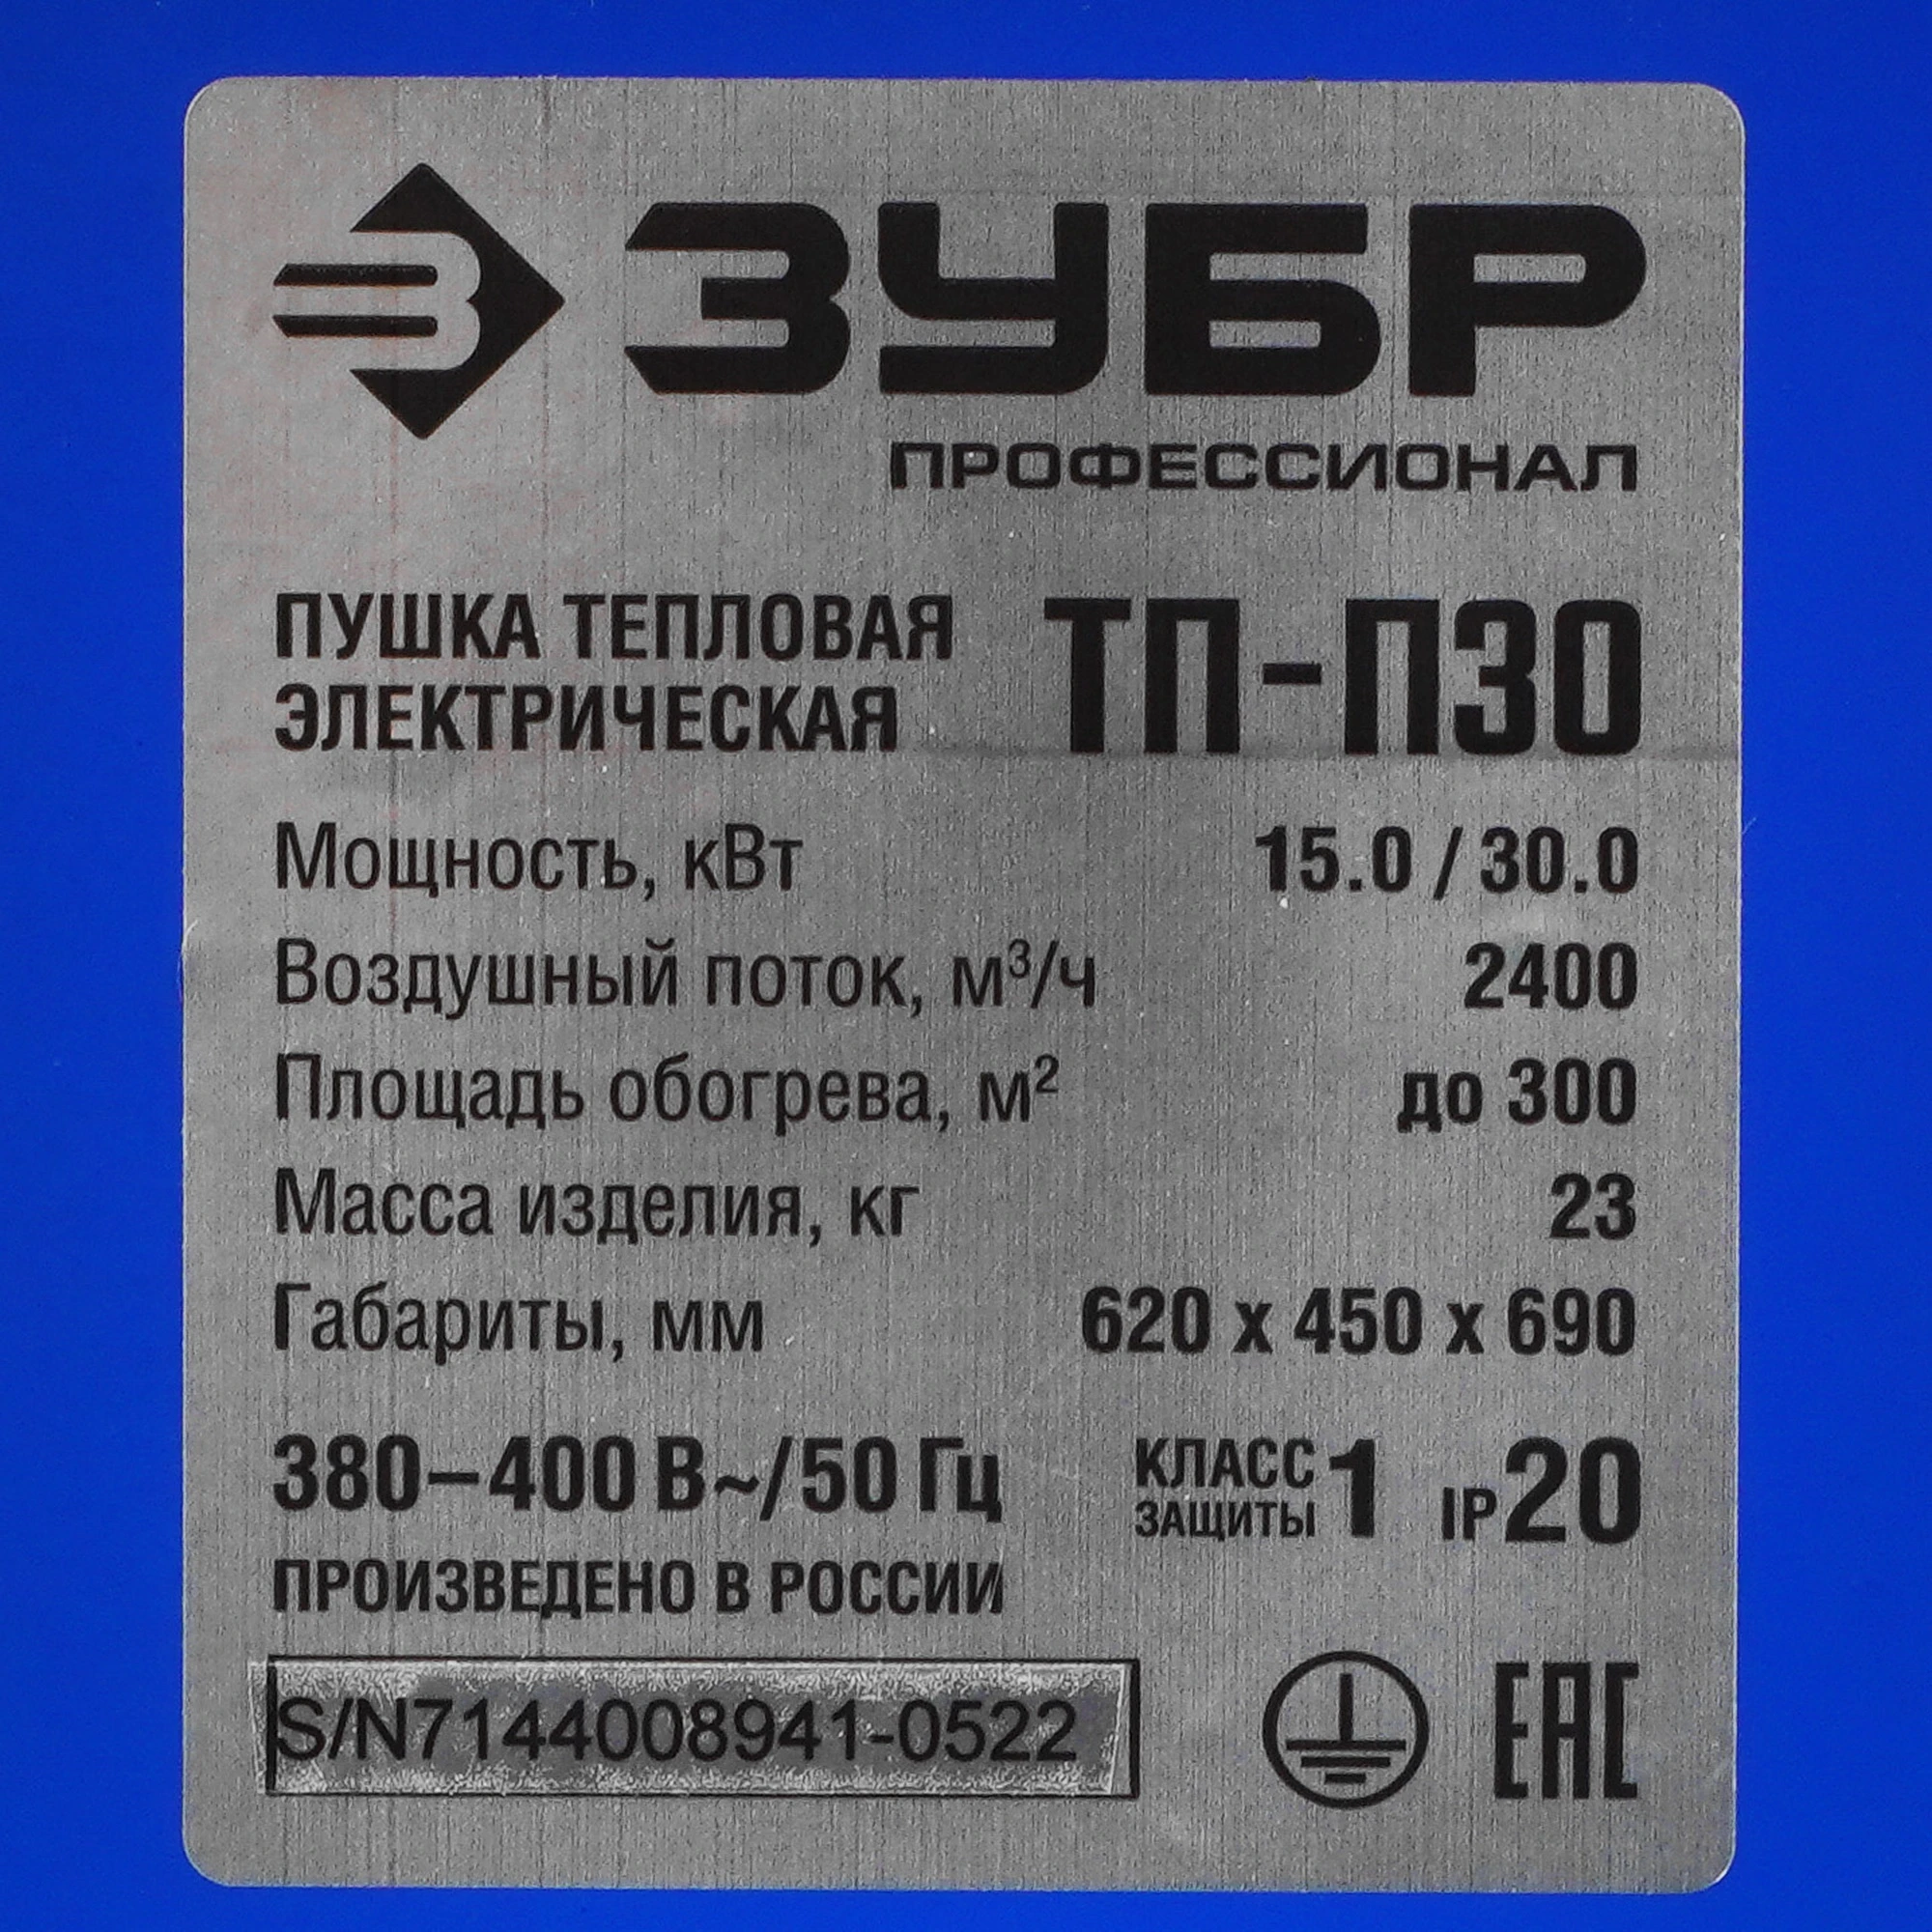 ЗУБР
ПРОФЕССИОНАЛ
ПУШКА ТЕПЛОВАЯ
ЭЛЕКТРИЧЕСКАЯ
ТП-П30
Мощность, кВт 15.0 / 30.0
Воздушный поток, м³/ч 2400
Площадь обогрева, м² до 300
Масса изделия, кг 23
Габариты, мм 620 x 450 x 690
380–400 В~/50 Гц
КЛАСС
ЗАЩИТЫ 1 IP20
ПРОИЗВЕДЕНО В РОССИИ
S/N7144008941-0522
EAC